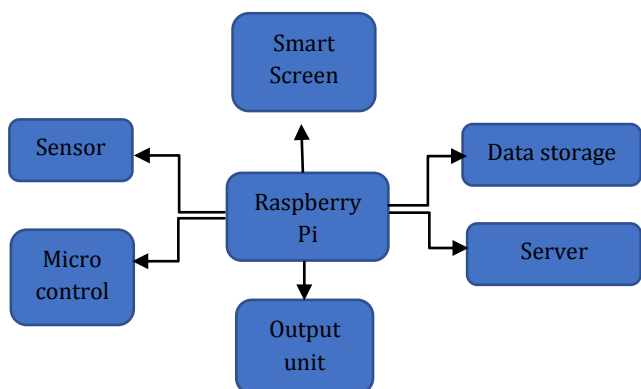 Smart
Screen
Sensor
Data storage
Raspberry
Pi
Micro
control
Server
Output
unit